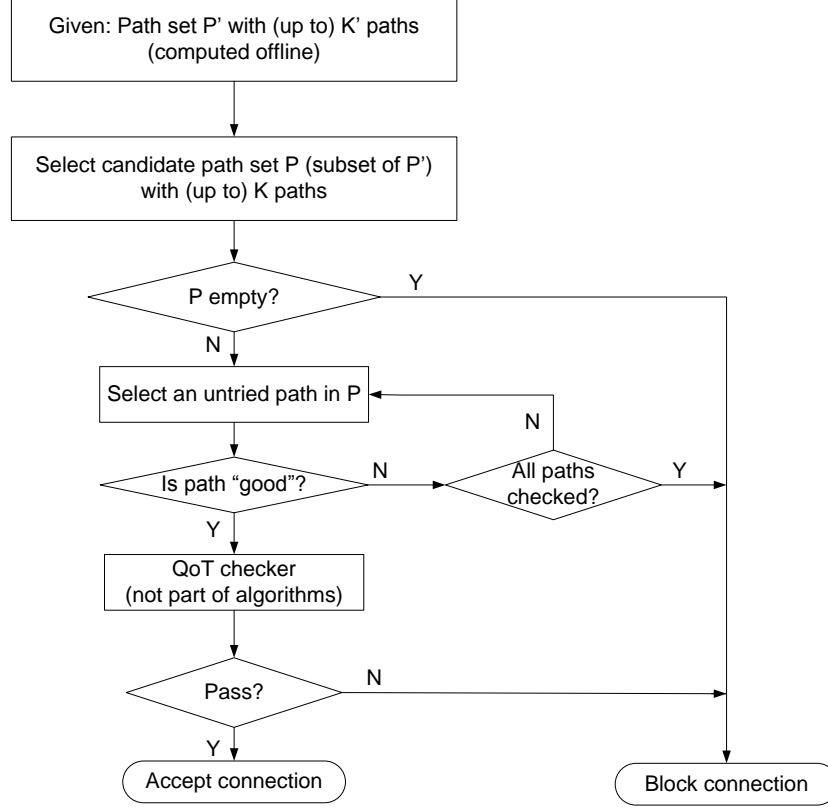 Given: Path set P’ with (up to) K’ paths
(computed offline)
Select candidate path set P (subset of P’)
with (up to) K paths
P empty?
Y
N
Select an untried path in P
N
Is path “good”?
N
All paths
checked?
Y
Y
QoT checker
(not part of algorithms)
Pass?
N
Y
Accept connection
Block connection